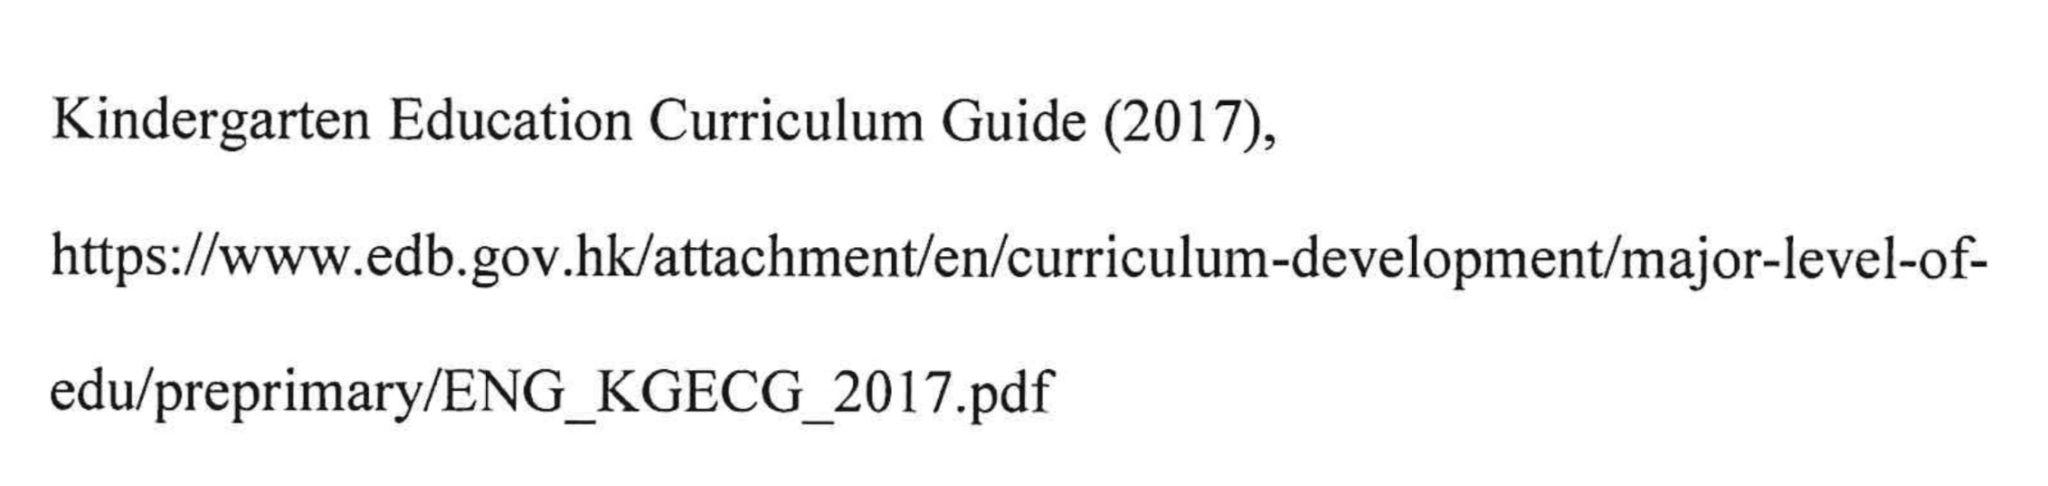 Kindergarten Education Curriculum Guide (2017),
https://www.edb.gov.hk/attachment/en/curriculum-development/major-level-of-
edu/preprimary/ENG_KGECG_2017.pdf